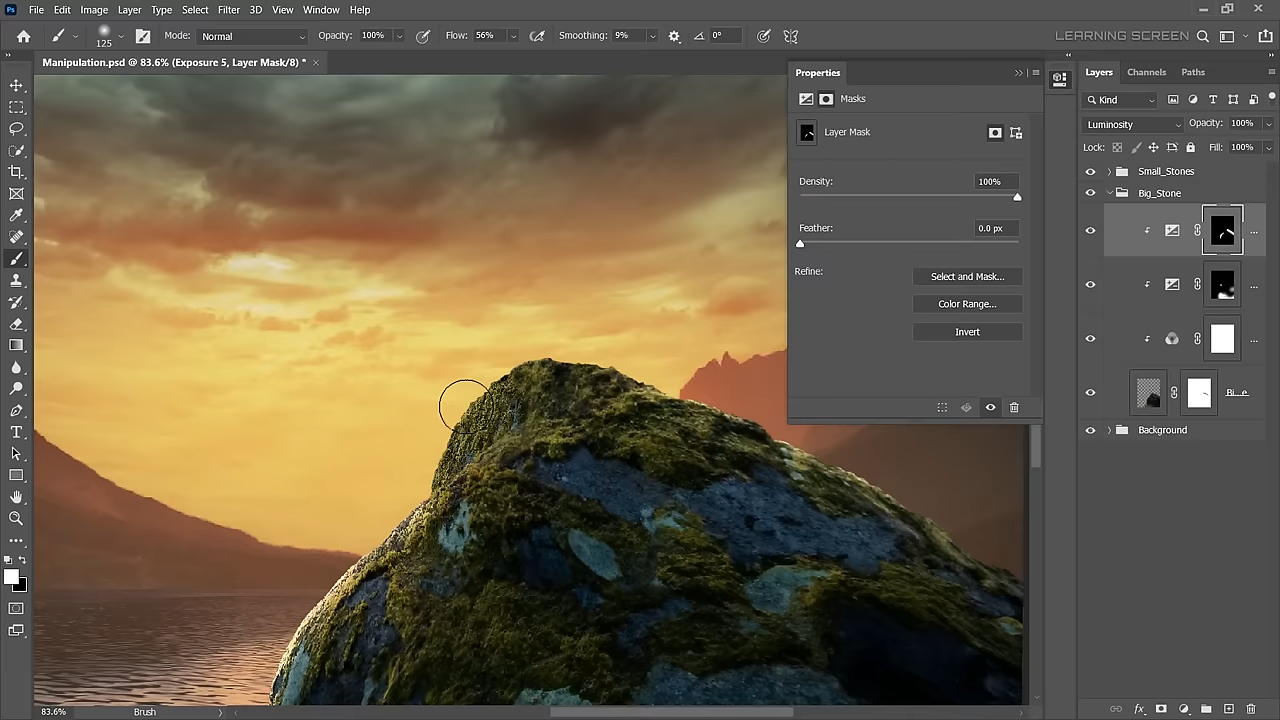 Ps File Edit Image Layer Type Select Filter 3D View Window Help
125 Mode: Normal Opacity: 100% Flow: 56% Smoothing: 9% 0° LEARNING SCREEN
Manipulation.psd @ 83.6% (Exposure 5, Layer Mask/8) * ×
Properties
Masks
Layer Mask
Density: 100%
Feather: 0.0 px
Refine:
Select and Mask...
Color Range...
Invert
Layers Channels Paths
Kind
Luminosity Opacity: 100%
Lock: Fill: 100%
Small_Stones
Big_Stone
...
...
...
Bi...e
Background
83.6% Brush
fx